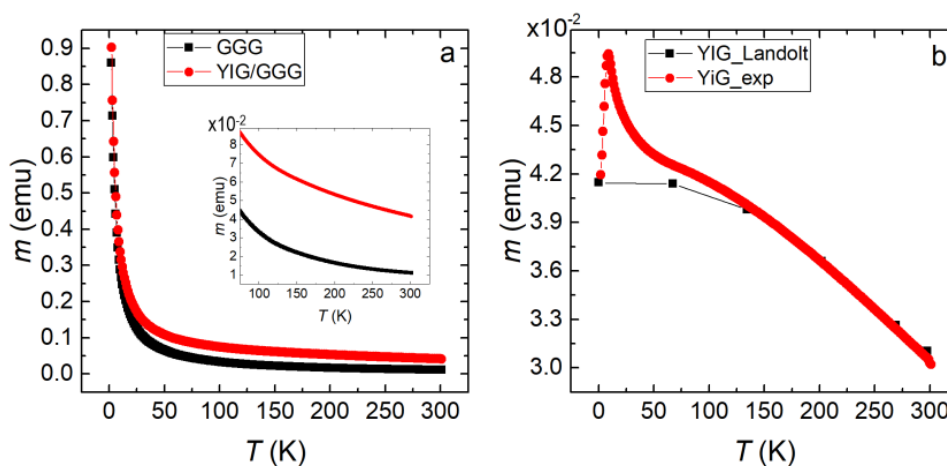 a
GGG
YIG/GGG
0.9
0.8
0.7
0.6
0.5
0.4
0.3
0.2
0.1
0.0
m (emu)
0 50 100 150 200 250 300
T (K)
x10⁻²
8
7
6
5
4
3
2
1
m (emu)
100 150 200 250 300
T (K)
b
x10⁻²
YIG_Landolt
YiG_exp
4.8
4.5
4.2
3.9
3.6
3.3
3.0
m (emu)
0 50 100 150 200 250 300
T (K)